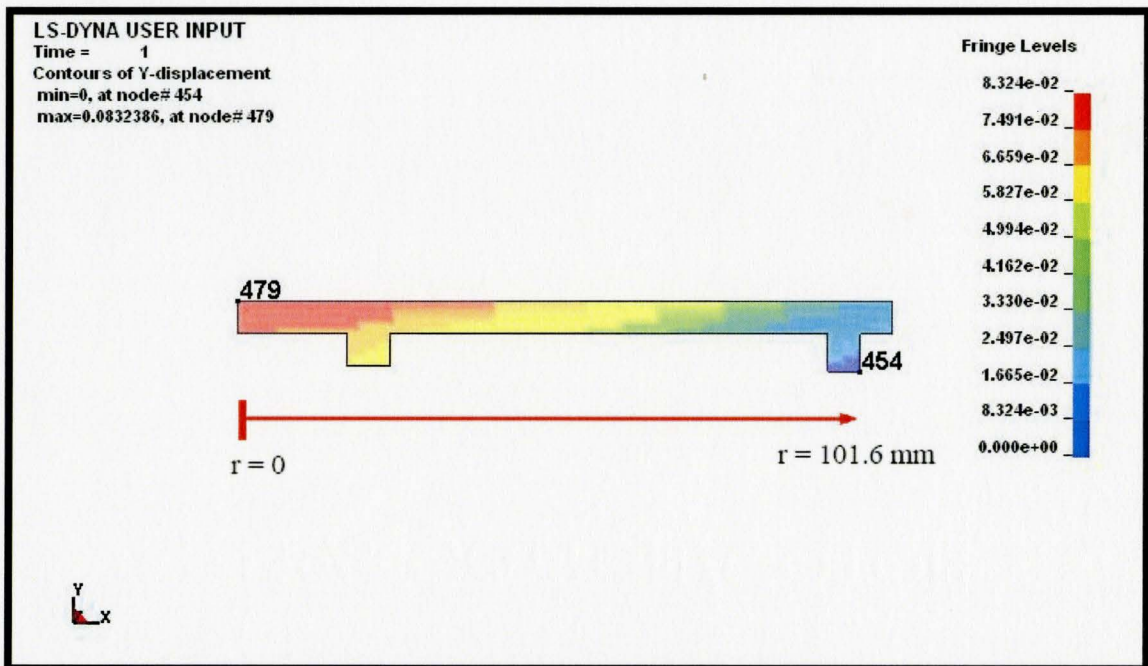 LS-DYNA USER INPUT
Time = 1
Contours of Y-displacement
min=0, at node# 454
max=0.0832386, at node# 479
Fringe Levels
8.324e-02
7.491e-02
6.659e-02
5.827e-02
4.994e-02
4.162e-02
3.330e-02
2.497e-02
1.665e-02
8.324e-03
0.000e+00
479
454
r = 0
r = 101.6 mm
Y
X